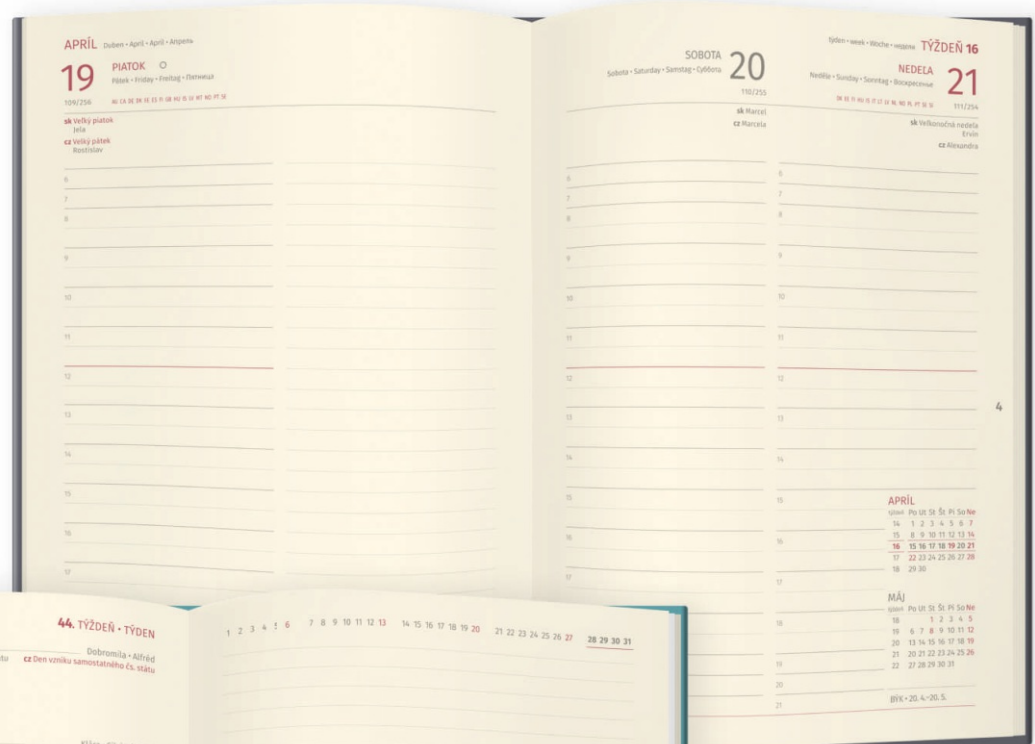 APRÍL Duben • April • April • Апрель
19 PIATOK
Pátek • Friday • Freitag • Пятница
109/256
sk Veľký piatok
Jela
cz Velký pátek
Rostislav
6
7
8
9
10
11
12
13
14
15
16
17
týden • week • Woche • неделя TÝŽDEŇ 16
SOBOTA 20
Sobota • Saturday • Samstag • Суббота
110/255
sk Marcel
cz Marcela
6
7
8
9
10
11
12
13
14
15
16
17
NEDEĽA 21
Neděle • Sunday • Sonntag • Воскресенье
111/254
sk Veľkonočná nedeľa
Ervín
cz Alexandra
6
7
8
9
10
11
12
13
14
15
16
17
18
19
20
21
4
APRÍL
Po Ut St Št Pi So Ne
14 1 2 3 4 5 6 7
15 8 9 10 11 12 13 14
16 15 16 17 18 19 20 21
17 22 23 24 25 26 27 28
18 29 30
MÁJ
Po Ut St Št Pi So Ne
18 1 2 3 4 5
19 6 7 8 9 10 11 12
20 13 14 15 16 17 18 19
21 20 21 22 23 24 25 26
22 27 28 29 30 31
BÝK • 20. 4.–20. 5.
44. TÝŽDEŇ • TÝDEN
Dobromila • Alfréd
cz Den vzniku samostatného čs. státu
1 2 3 4 5 6 7 8 9 10 11 12 13 14 15 16 17 18 19 20 21 22 23 24 25 26 27 28 29 30 31